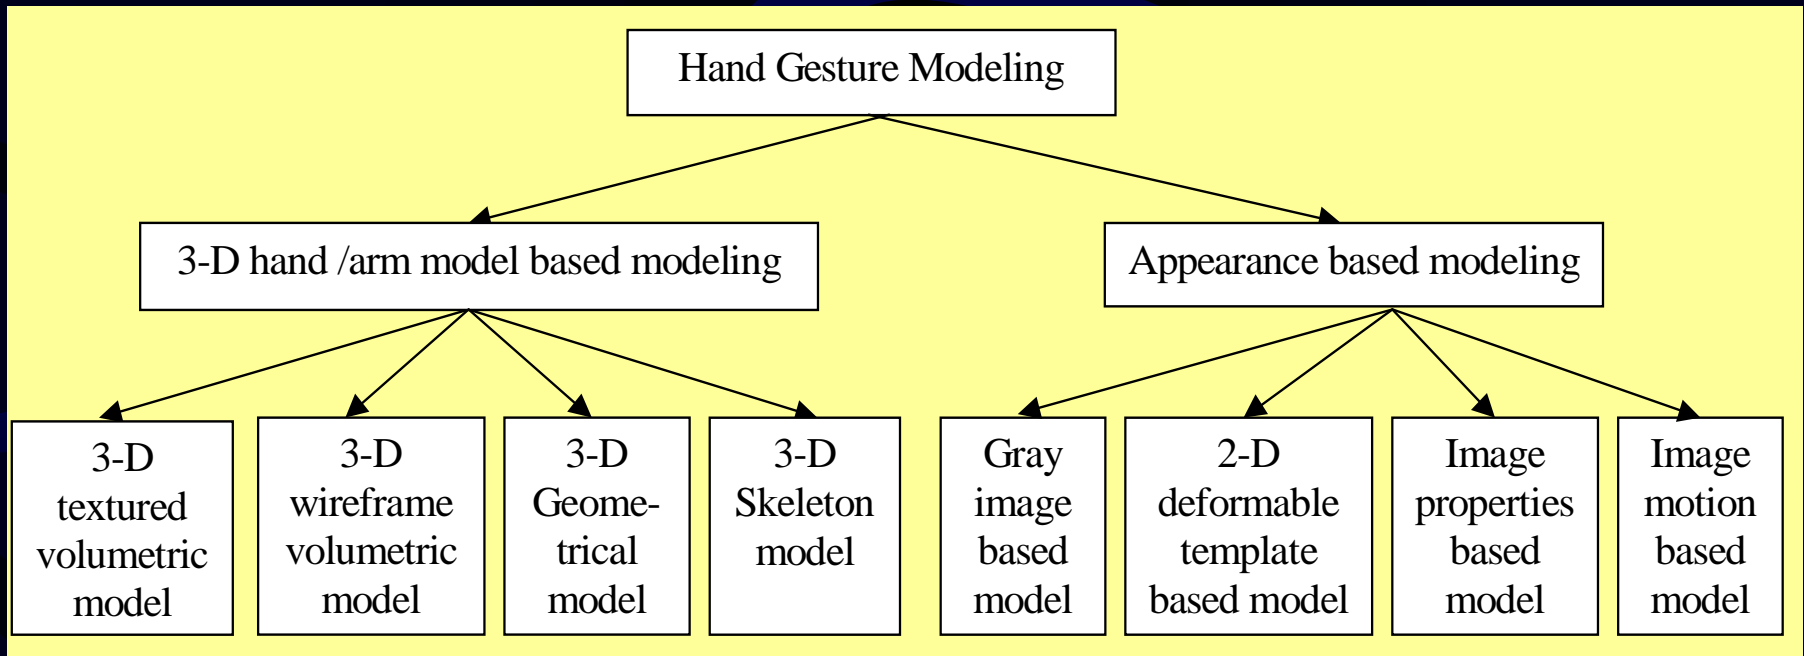 Hand Gesture Modeling
3-D hand /arm model based modeling
Appearance based modeling
3-D
textured
volumetric
model
3-D
wireframe
volumetric
model
3-D
Geome-
trical
model
3-D
Skeleton
model
Gray
image
based
model
2-D
deformable
template
based model
Image
properties
based
model
Image
motion
based
model